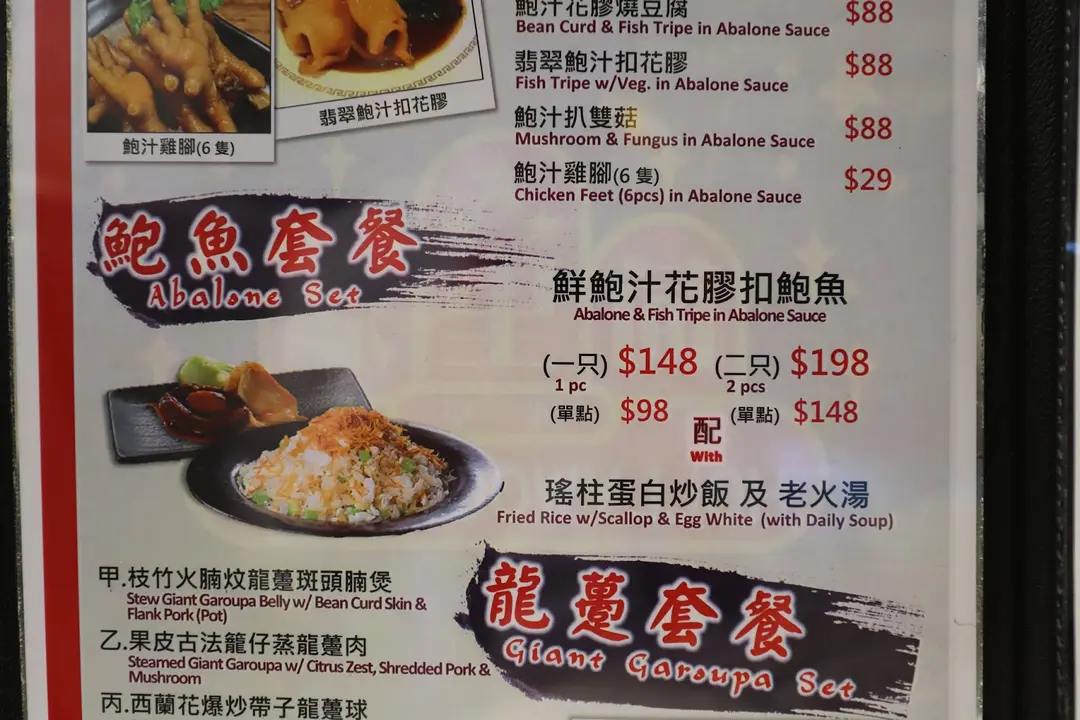 鮑汁花膠燒豆腐 $88
Bean Curd & Fish Tripe in Abalone Sauce
翡翠鮑汁扣花膠 $88
Fish Tripe w/Veg. in Abalone Sauce
鮑汁扒雙菇 $88
Mushroom & Fungus in Abalone Sauce
鮑汁雞腳(6 隻) $29
Chicken Feet (6pcs) in Abalone Sauce
翡翠鮑汁扣花膠
鮑汁雞腳(6 隻)
鮑魚套餐
Abalone Set
鮮鮑汁花膠扣鮑魚
Abalone & Fish Tripe in Abalone Sauce
(一只) $148 (二只) $198
1 pc 2 pcs
(單點) $98 (單點) $148
配
With
瑤柱蛋白炒飯 及 老火湯
Fried Rice w/Scallop & Egg White (with Daily Soup)
龍躉套餐
Giant Garoupa Set
甲.枝竹火腩炆龍躉斑頭腩煲
Stew Giant Garoupa Belly w/ Bean Curd Skin &
Flank Pork (Pot)
乙.果皮古法籠仔蒸龍躉肉
Steamed Giant Garoupa w/ Citrus Zest, Shredded Pork &
Mushroom
丙.西蘭花爆炒帶子龍躉球